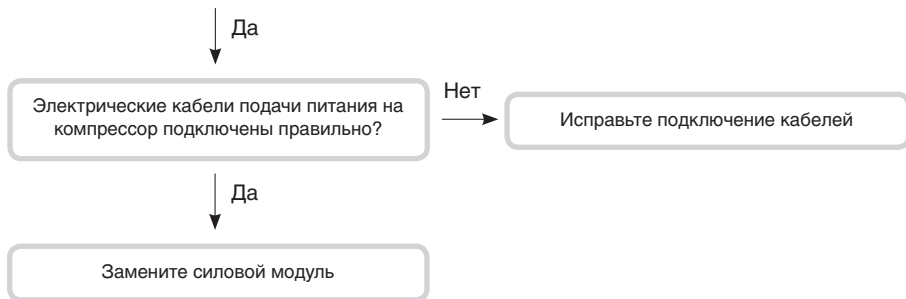 Да
Электрические кабели подачи питания на
компрессор подключены правильно?
Нет
Исправьте подключение кабелей
Да
Замените силовой модуль